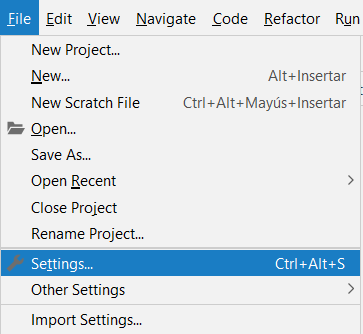 File Edit View Navigate Code Refactor Run
New Project...
New... Alt+Insertar
New Scratch File Ctrl+Alt+Mayús+Insertar
Open...
Save As...
Open Recent
Close Project
Rename Project...
Settings... Ctrl+Alt+S
Other Settings
Import Settings...